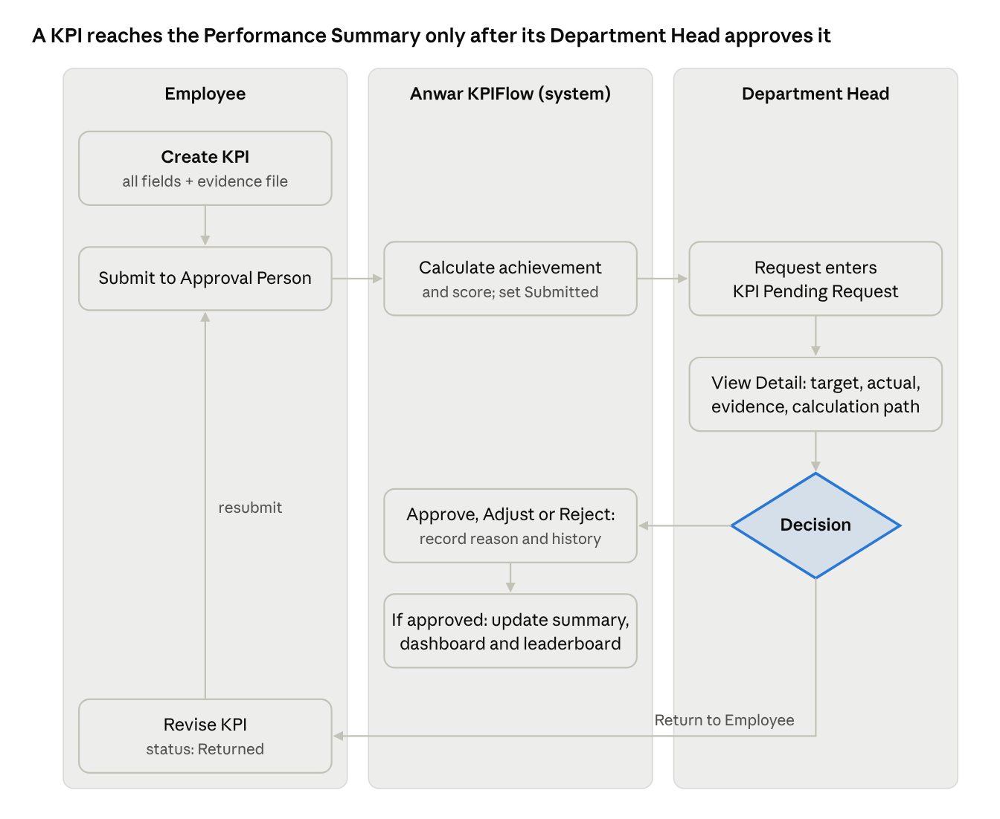 A KPI reaches the Performance Summary only after its Department Head approves it
Employee
Anwar KPIFlow (system)
Department Head
Create KPI
all fields + evidence file
Submit to Approval Person
Calculate achievement
and score; set Submitted
Request enters
KPI Pending Request
View Detail: target, actual,
evidence, calculation path
resubmit
Approve, Adjust or Reject:
record reason and history
Decision
If approved: update summary,
dashboard and leaderboard
Return to Employee
Revise KPI
status: Returned